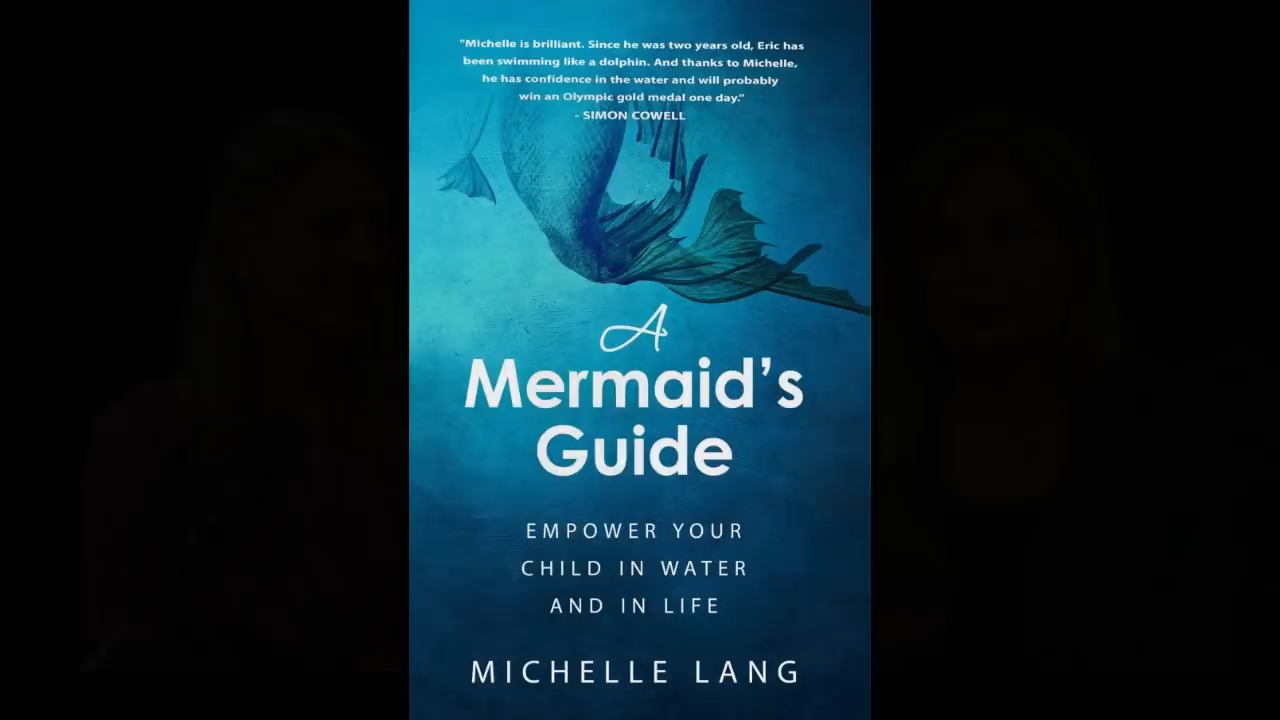 "Michelle is brilliant. Since he was two years old, Eric has
been swimming like a dolphin. And thanks to Michelle,
he has confidence in the water and will probably
win an Olympic gold medal one day."
- SIMON COWELL
A
Mermaid's
Guide
EMPOWER YOUR
CHILD IN WATER
AND IN LIFE
MICHELLE LANG